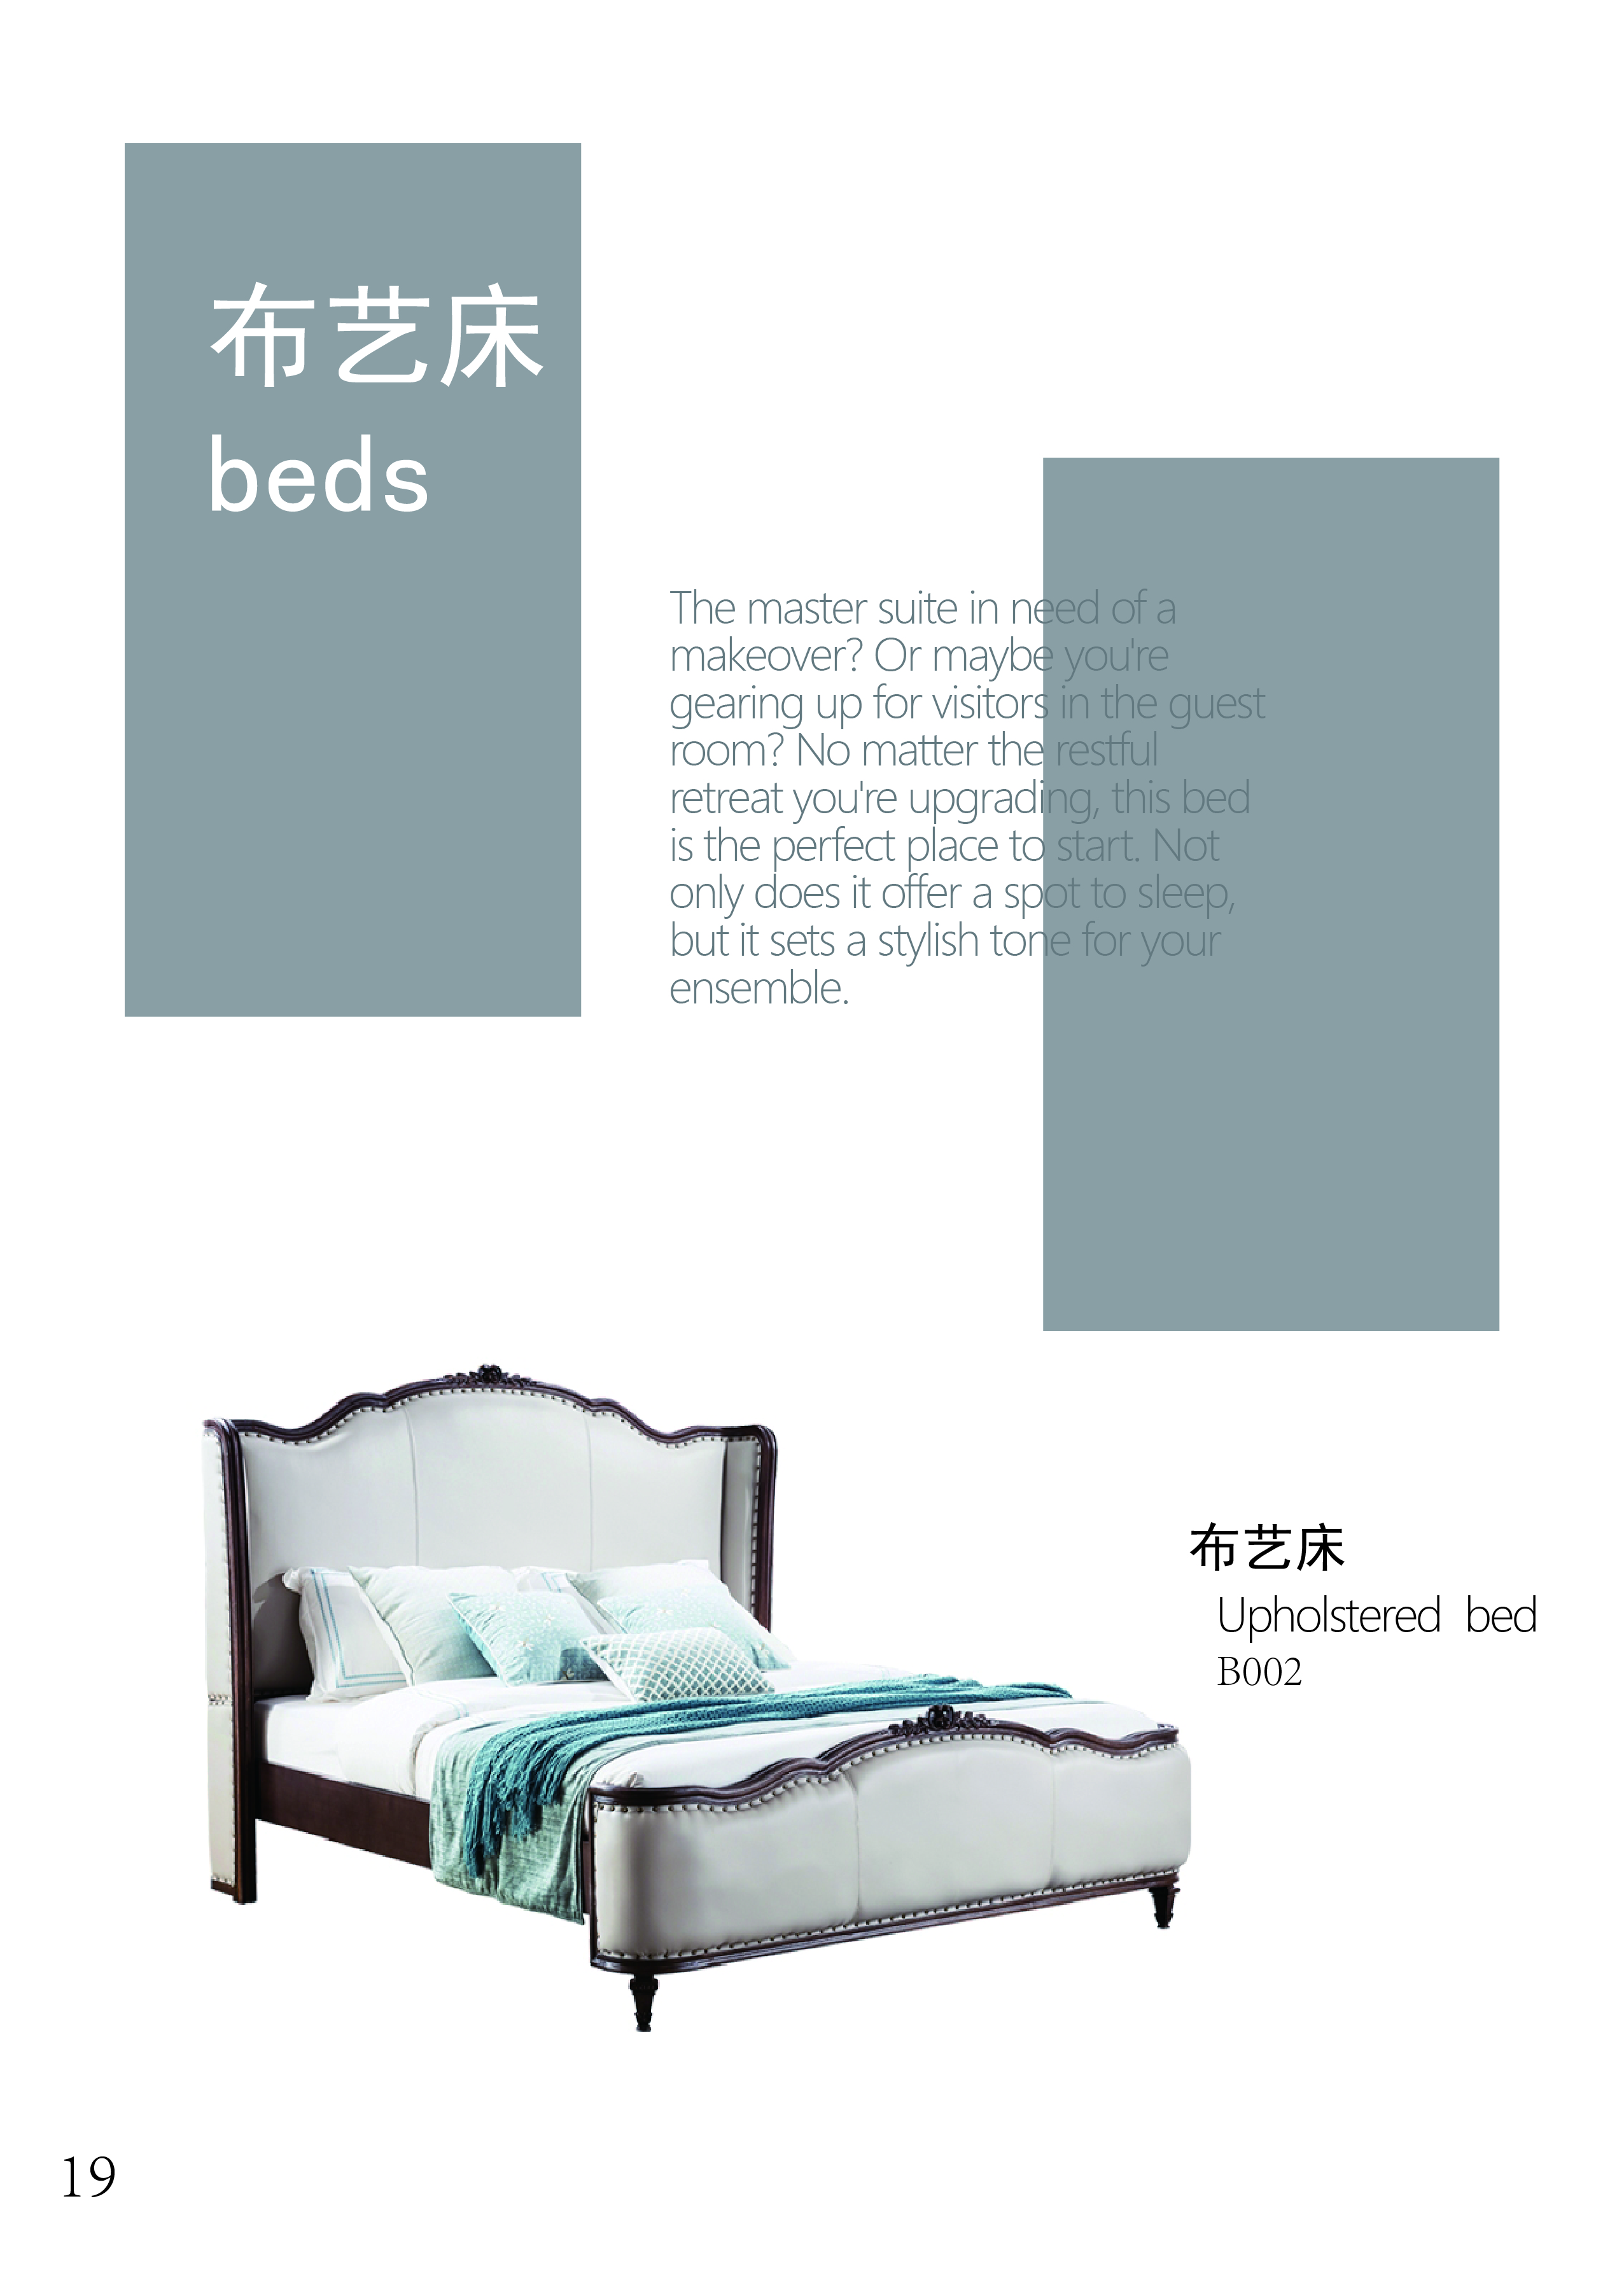 布艺床
beds
The master suite in need of a
makeover? Or maybe you're
gearing up for visitors in the guest
room? No matter the restful
retreat you're upgrading, this bed
is the perfect place to start. Not
only does it offer a spot to sleep,
but it sets a stylish tone for your
ensemble.
布艺床
Upholstered bed
B002
19